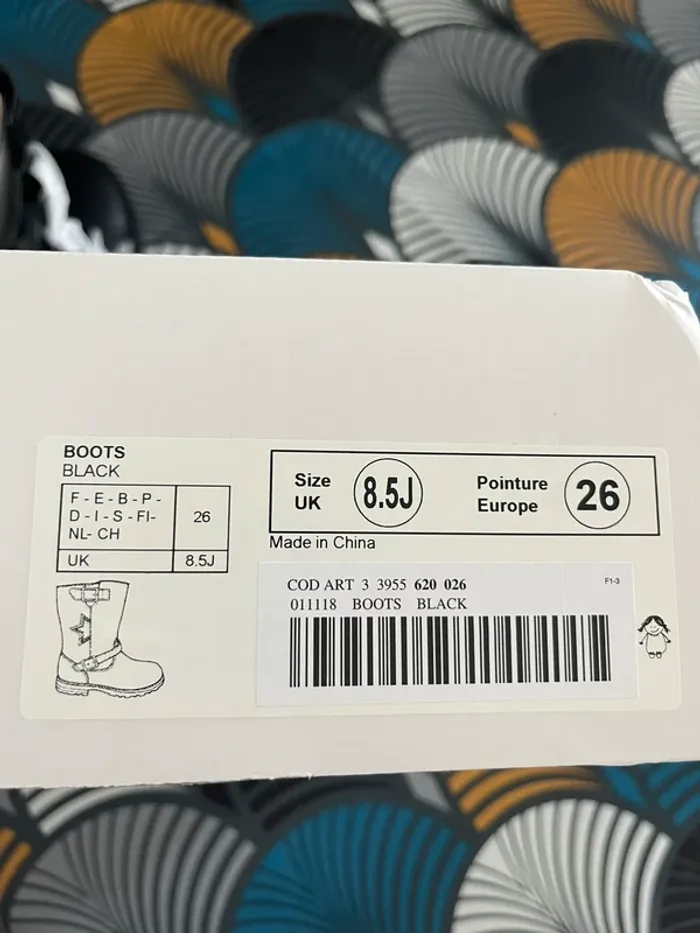 BOOTS
BLACK
F - E - B - P -
D - I - S - FI-
NL- CH
26
UK
8.5J
Size
UK
8.5J
Pointure
Europe
26
Made in China
COD ART 3 3955 620 026
F1-3
011118 BOOTS BLACK